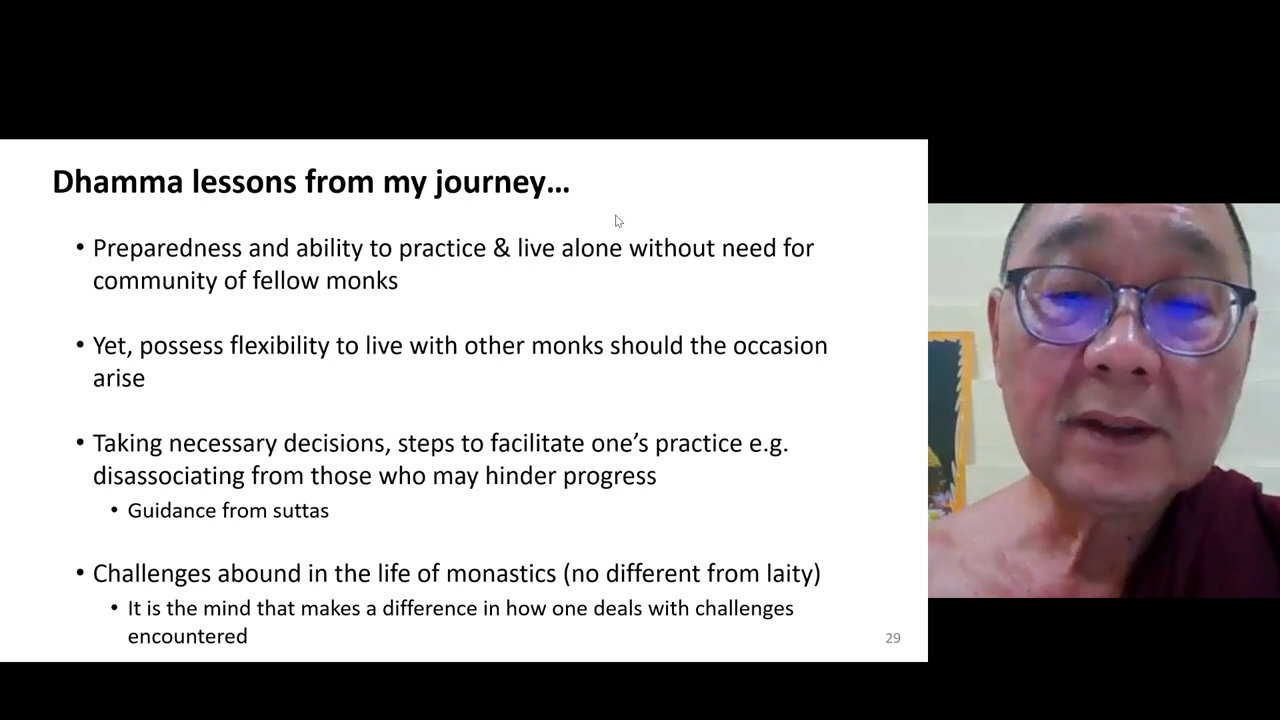 Dhamma lessons from my journey...
• Preparedness and ability to practice & live alone without need for
community of fellow monks
• Yet, possess flexibility to live with other monks should the occasion
arise
• Taking necessary decisions, steps to facilitate one’s practice e.g.
disassociating from those who may hinder progress
• Guidance from suttas
• Challenges abound in the life of monastics (no different from laity)
• It is the mind that makes a difference in how one deals with challenges
encountered
29